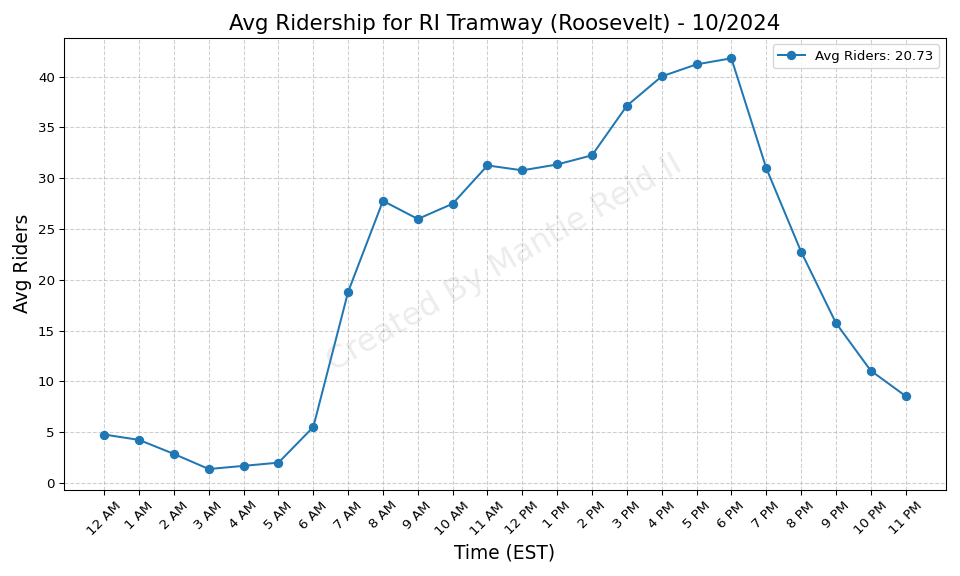 Avg Ridership for RI Tramway (Roosevelt) - 10/2024
Avg Riders: 20.73
40
35
30
25
20
15
10
5
0
Avg Riders
Created By Mantie Reid II
12 AM
1 AM
2 AM
3 AM
4 AM
5 AM
6 AM
7 AM
8 AM
9 AM
10 AM
11 AM
12 PM
1 PM
2 PM
3 PM
4 PM
5 PM
6 PM
7 PM
8 PM
9 PM
10 PM
11 PM
Time (EST)